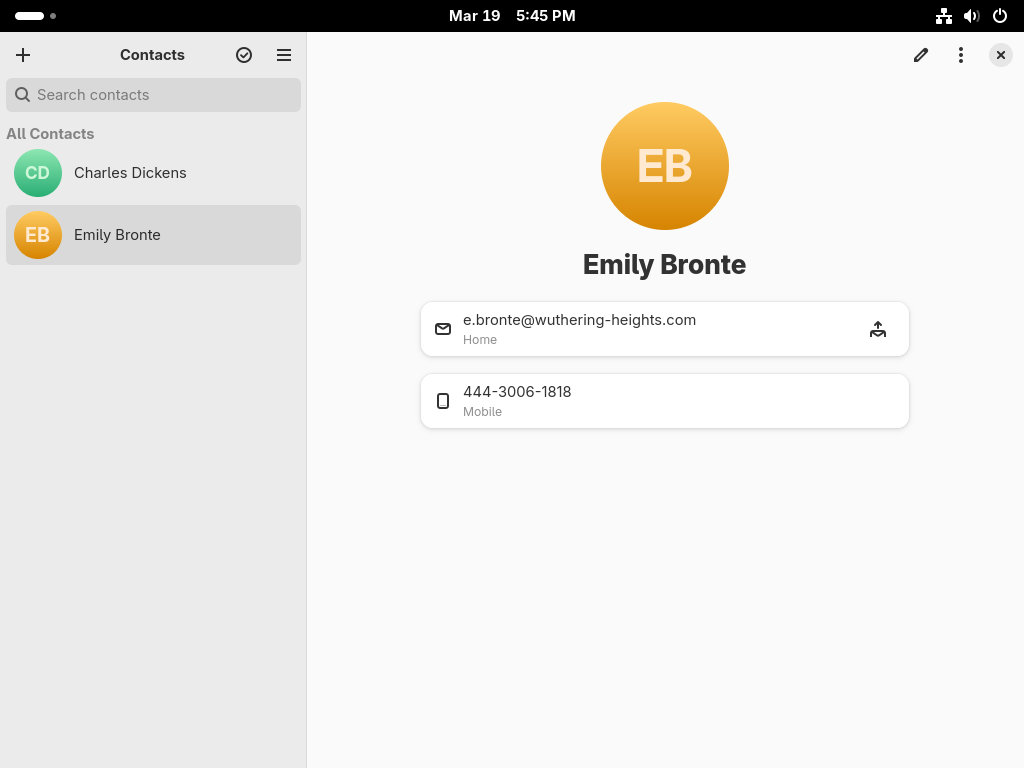 Mar 19 5:45 PM
Contacts
Search contacts
All Contacts
CD Charles Dickens
EB Emily Bronte
EB
Emily Bronte
e.bronte@wuthering-heights.com
Home
444-3006-1818
Mobile